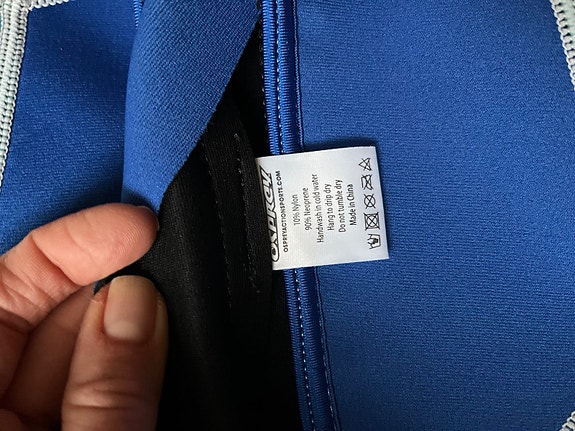 OSPREY
OSPREYACTIONSPORTS.COM
10% Nylon
90% Neoprene
Handwash in cold water
Hang to drip dry
Do not tumble dry
Made in China